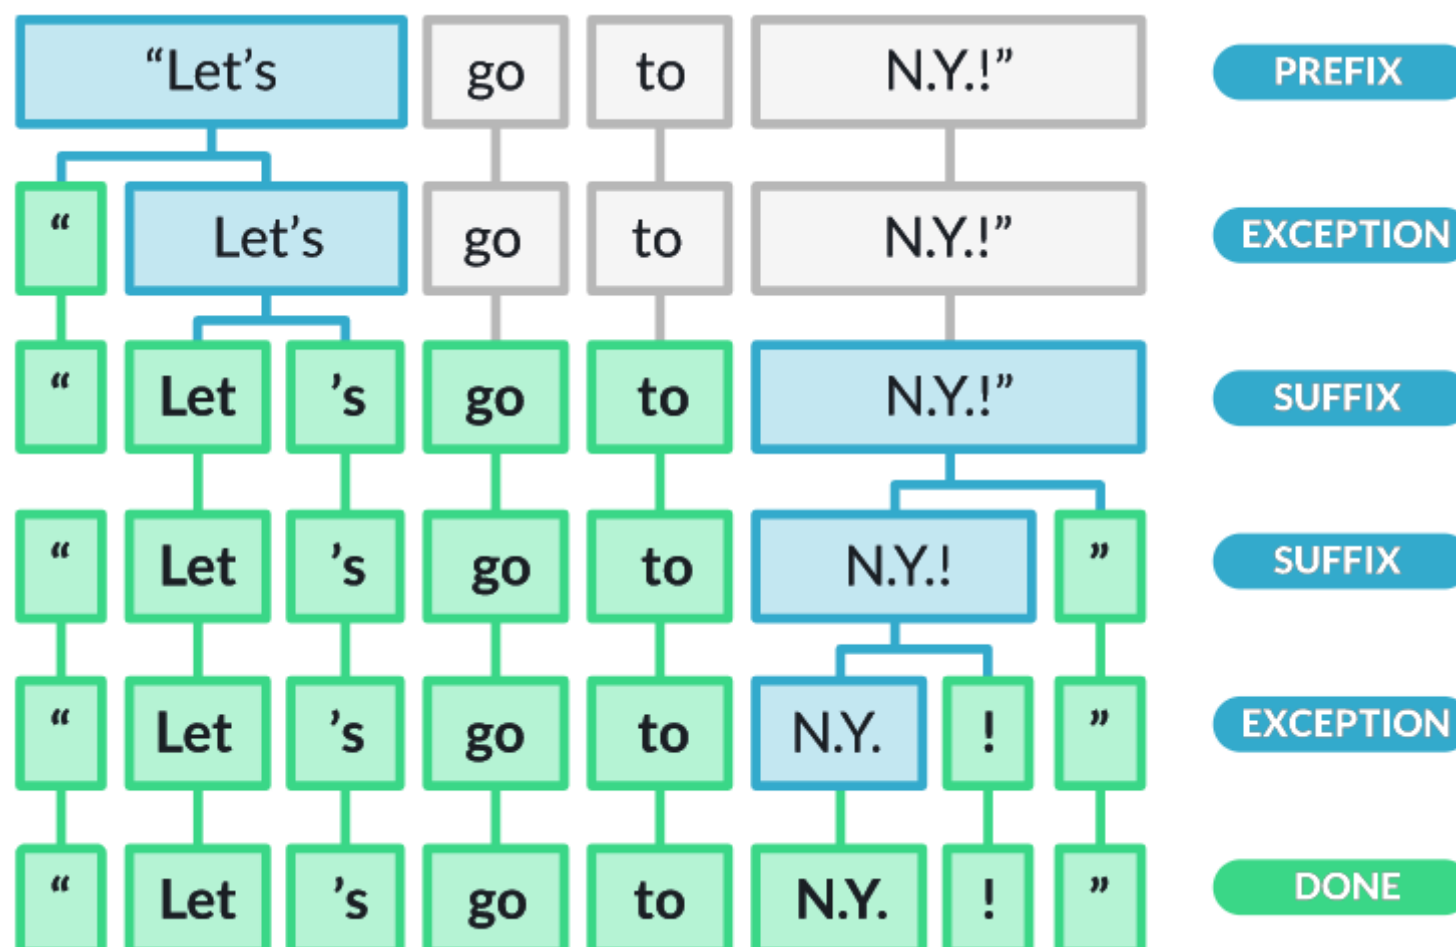 “Let’s go to N.Y.!” PREFIX
“ Let’s go to N.Y.!” EXCEPTION
“ Let ’s go to N.Y.!” SUFFIX
“ Let ’s go to N.Y.! ” SUFFIX
“ Let ’s go to N.Y. ! ” EXCEPTION
“ Let ’s go to N.Y. ! ” DONE